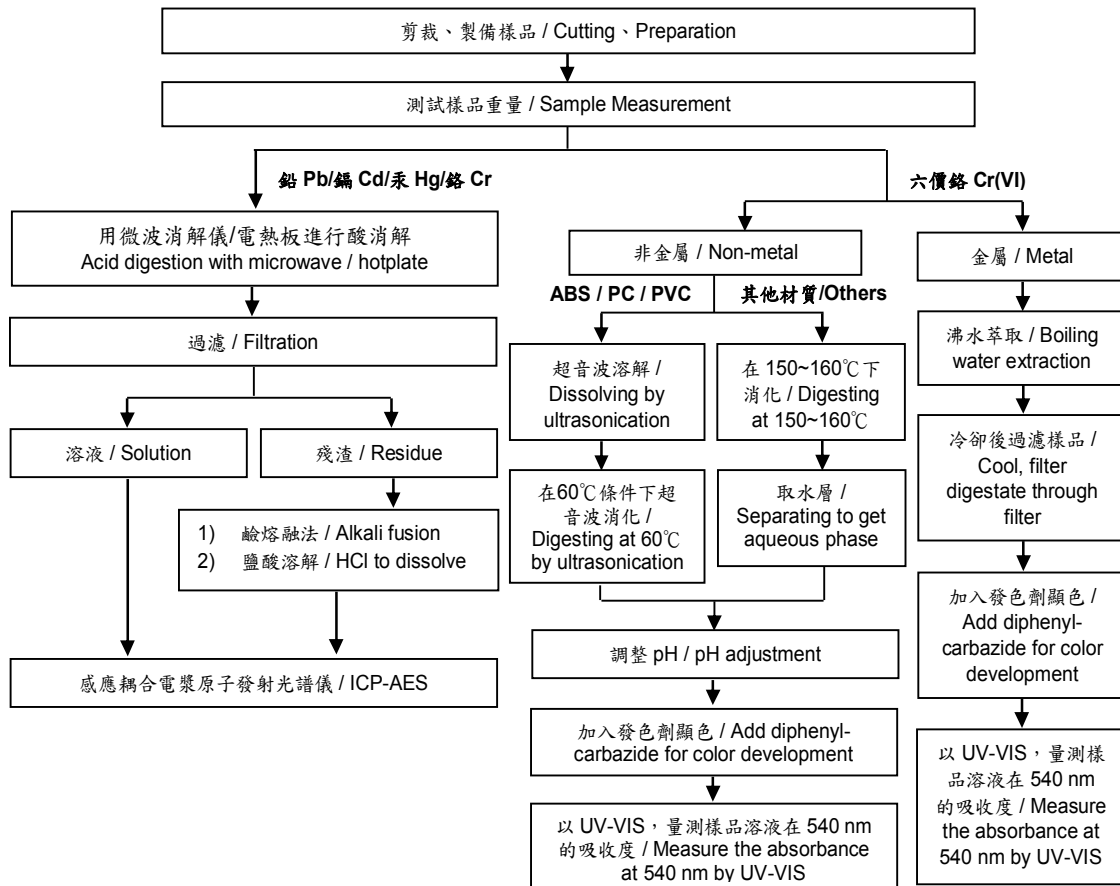 剪裁、製備樣品 / Cutting、Preparation
測試樣品重量 / Sample Measurement
鉛 Pb/鎘 Cd/汞 Hg/鉻 Cr
用微波消解儀/電熱板進行酸消解
Acid digestion with microwave / hotplate
過濾 / Filtration
溶液 / Solution
殘渣 / Residue
1) 鹼熔融法 / Alkali fusion
2) 鹽酸溶解 / HCl to dissolve
感應耦合電漿原子發射光譜儀 / ICP-AES
六價鉻 Cr(VI)
非金屬 / Non-metal
ABS / PC / PVC
超音波溶解 /
Dissolving by
ultrasonication
在60℃條件下超
音波消化 /
Digesting at 60℃
by ultrasonication
其他材質/Others
在 150~160℃下
消化 / Digesting
at 150~160℃
取水層 /
Separating to get
aqueous phase
調整 pH / pH adjustment
加入發色劑顯色 / Add diphenyl-
carbazide for color development
以 UV-VIS，量測樣品溶液在 540 nm
的吸收度 / Measure the absorbance
at 540 nm by UV-VIS
金屬 / Metal
沸水萃取 / Boiling
water extraction
冷卻後過濾樣品 /
Cool, filter
digestate through
filter
加入發色劑顯色 /
Add diphenyl-
carbazide for color
development
以 UV-VIS，量測樣
品溶液在 540 nm
的吸收度 / Measure
the absorbance at
540 nm by UV-VIS